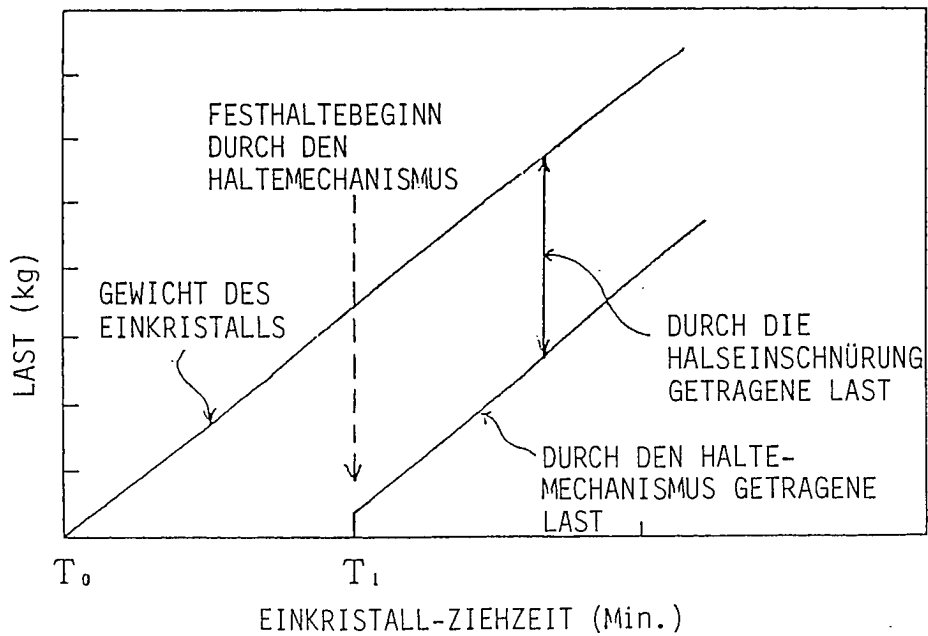 FESTHALTEBEGINN
DURCH DEN
HALTEMECHANISMUS
LAST (kg)
GEWICHT DES
EINKRISTALLS
DURCH DIE
HALSEINSCHNÜRUNG
GETRAGENE LAST
DURCH DEN HALTE-
MECHANISMUS GETRAGENE
LAST
T₀
T₁
EINKRISTALL-ZIEHZEIT (Min.)